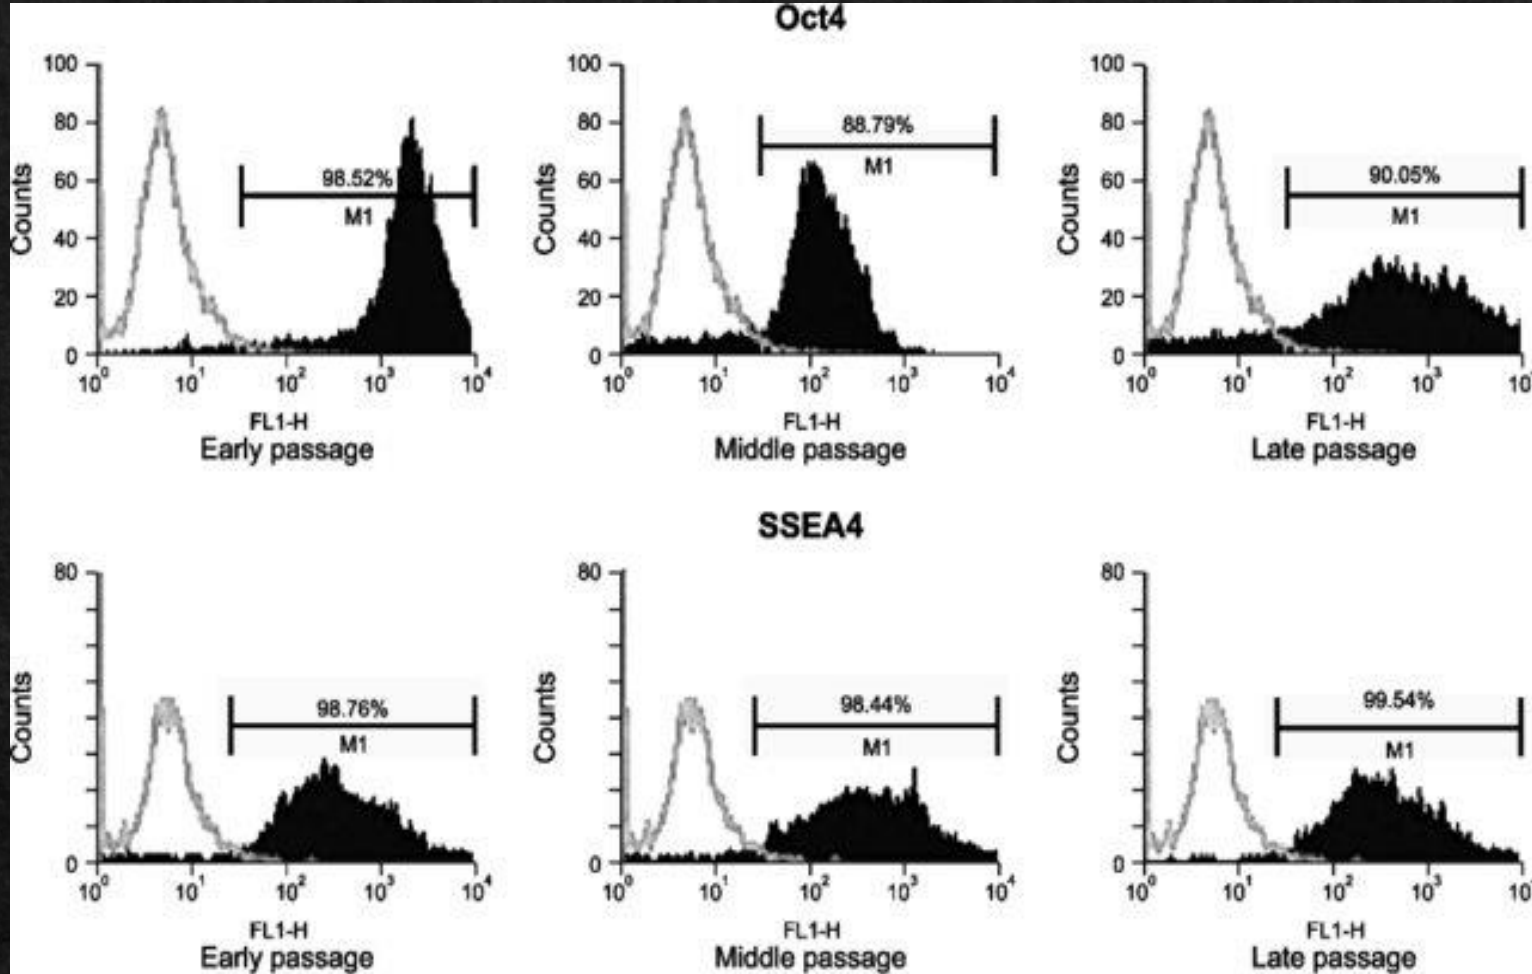 Oct4
100 80 60 40 20 0
Counts
98.52%
M1
10⁰ 10¹ 10² 10³ 10⁴
FL1-H
Early passage
100 80 60 40 20 0
Counts
88.79%
M1
10⁰ 10¹ 10² 10³ 10⁴
FL1-H
Middle passage
100 80 60 40 20 0
Counts
90.05%
M1
10⁰ 10¹ 10² 10³
FL1-H
Late passage
SSEA4
80 0
Counts
98.76%
M1
10⁰ 10¹ 10² 10³ 10⁴
FL1-H
Early passage
80 0
Counts
98.44%
M1
10⁰ 10¹ 10² 10³ 10⁴
FL1-H
Middle passage
80 0
Counts
99.54%
M1
10⁰ 10¹ 10² 10³
FL1-H
Late passage